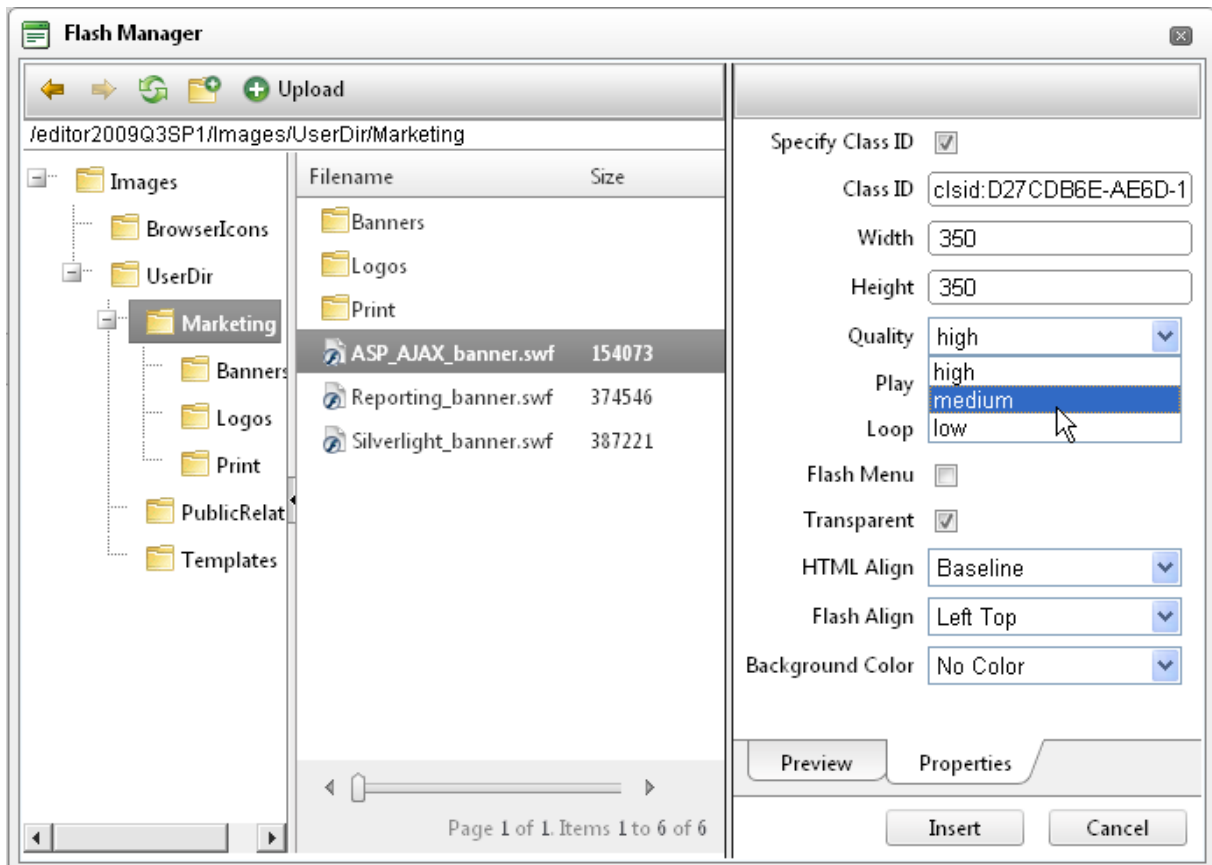 Flash Manager
Upload
/editor2009Q3SP1/Images/UserDir/Marketing
Images
BrowserIcons
UserDir
Marketing
Banners
Logos
Print
PublicRelat
Templates
Filename Size
Banners
Logos
Print
ASP_AJAX_banner.swf 154073
Reporting_banner.swf 374546
Silverlight_banner.swf 387221
Page 1 of 1. Items 1 to 6 of 6
Specify Class ID
Class ID clsid:D27CDB6E-AE6D-1
Width 350
Height 350
Quality high
high
Play
medium
Loop low
Flash Menu
Transparent
HTML Align Baseline
Flash Align Left Top
Background Color No Color
Preview Properties
Insert Cancel